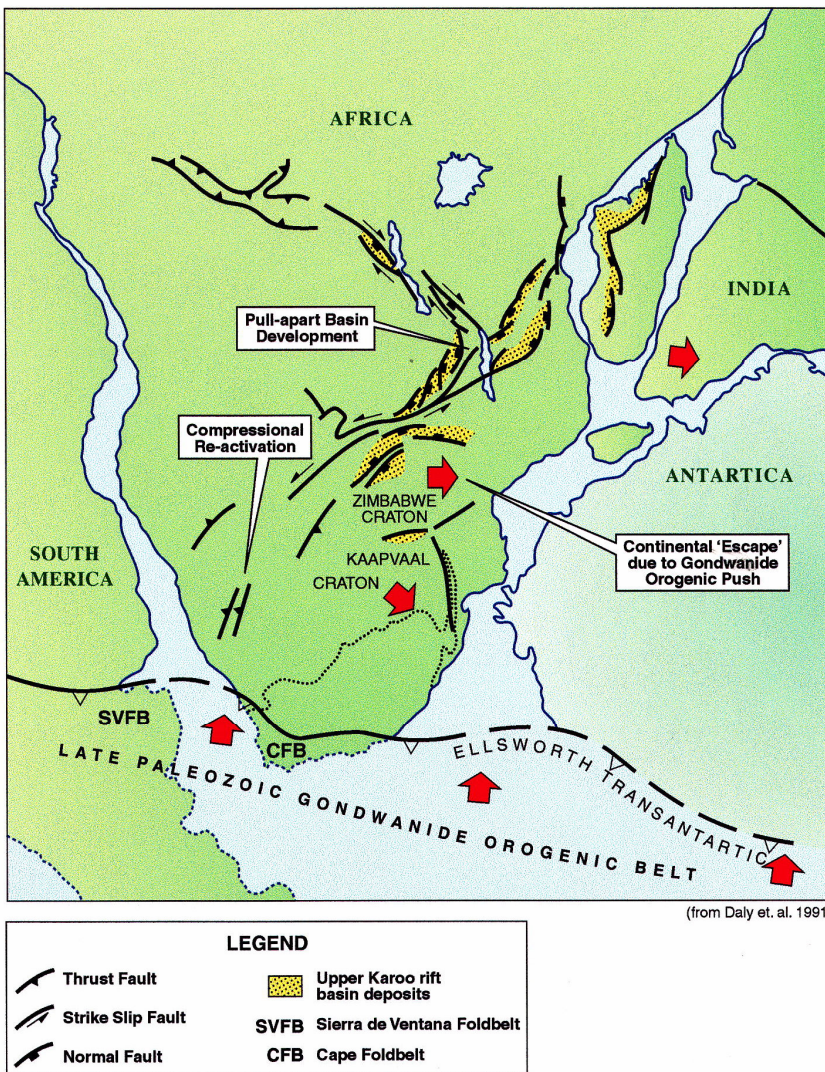 AFRICA
INDIA
Pull-apart Basin
Development
Compressional
Re-activation
ANTARTICA
ZIMBABWE
CRATON
SOUTH
AMERICA
KAAPVAAL
CRATON
Continental 'Escape'
due to Gondwanide
Orogenic Push
SVFB
CFB
ELLSWORTH TRANSANTARTIC
LATE PALEOZOIC GONDWANIDE OROGENIC BELT
(from Daly et. al. 1991
LEGEND
Thrust Fault
Strike Slip Fault
Normal Fault
Upper Karoo rift
basin deposits
SVFB Sierra de Ventana Foldbelt
CFB Cape Foldbelt